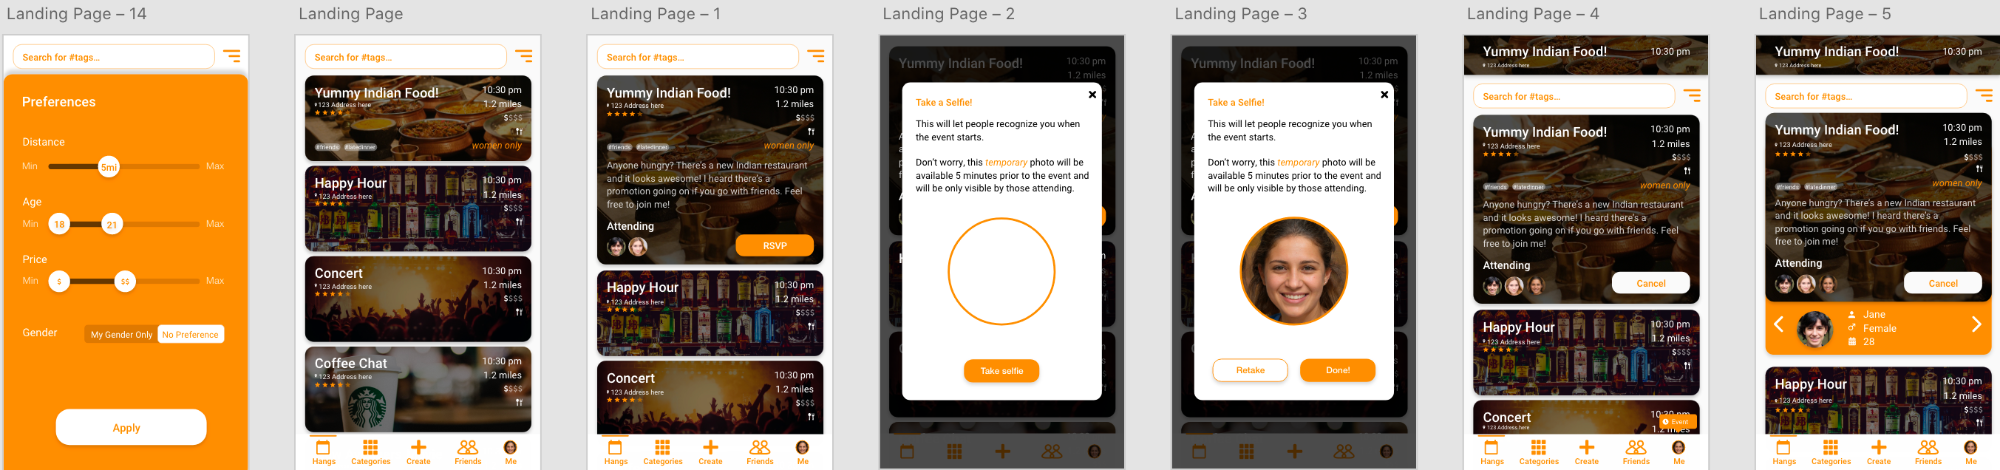 Landing Page – 14
Search for #tags...
Preferences
Distance
Min 5mi Max
Age
Min 18 21 Max
Price
Min $ $$ Max
Gender My Gender Only No Preference
Apply
Landing Page
Search for #tags...
Yummy Indian Food! 10:30 pm
123 Address here 1.2 miles
$$$$
#friends #latedinner women only
Happy Hour 10:30 pm
123 Address here 1.2 miles
$$$$
Concert 10:30 pm
123 Address here 1.2 miles
$$$$
Coffee Chat 10:30 pm
123 Address here 1.2 miles
$$$$
Hangs Categories Create Friends Me
Landing Page – 1
Search for #tags...
Yummy Indian Food! 10:30 pm
123 Address here 1.2 miles
$$$$
#friends #latedinner women only
Anyone hungry? There's a new Indian restaurant
and it looks awesome! I heard there's a
promotion going on if you go with friends. Feel
free to join me!
Attending
RSVP
Happy Hour 10:30 pm
123 Address here 1.2 miles
$$$$
Concert 10:30 pm
123 Address here 1.2 miles
$$$$
Hangs Categories Create Friends Me
Landing Page – 2
Yummy Indian Food! 10:30 pm
1.2 miles
Take a Selfie!
This will let people recognize you when
the event starts.
Don't worry, this temporary photo will be
available 5 minutes prior to the event and
will be only visible by those attending.
Take selfie
Landing Page – 3
Yummy Indian Food! 10:30 pm
1.2 miles
Take a Selfie!
This will let people recognize you when
the event starts.
Don't worry, this temporary photo will be
available 5 minutes prior to the event and
will be only visible by those attending.
Retake Done!
Landing Page – 4
Yummy Indian Food! 10:30 pm
123 Address here
Search for #tags...
Yummy Indian Food! 10:30 pm
123 Address here 1.2 miles
$$$$
#friends #latedinner women only
Anyone hungry? There's a new Indian restaurant
and it looks awesome! I heard there's a
promotion going on if you go with friends. Feel
free to join me!
Attending
Cancel
Happy Hour 10:30 pm
123 Address here 1.2 miles
$$$$
Concert 10:30 pm
123 Address here 1.2 miles
Event
Hangs Categories Create Friends Me
Landing Page – 5
Yummy Indian Food! 10:30 pm
123 Address here
Search for #tags...
Yummy Indian Food! 10:30 pm
123 Address here 1.2 miles
$$$$
#friends #latedinner women only
Anyone hungry? There's a new Indian restaurant
and it looks awesome! I heard there's a
promotion going on if you go with friends. Feel
free to join me!
Attending
Cancel
Jane
Female
28
Happy Hour 10:30 pm
123 Address here 1.2 miles
$$$$
Hangs Categories Create Friends Me